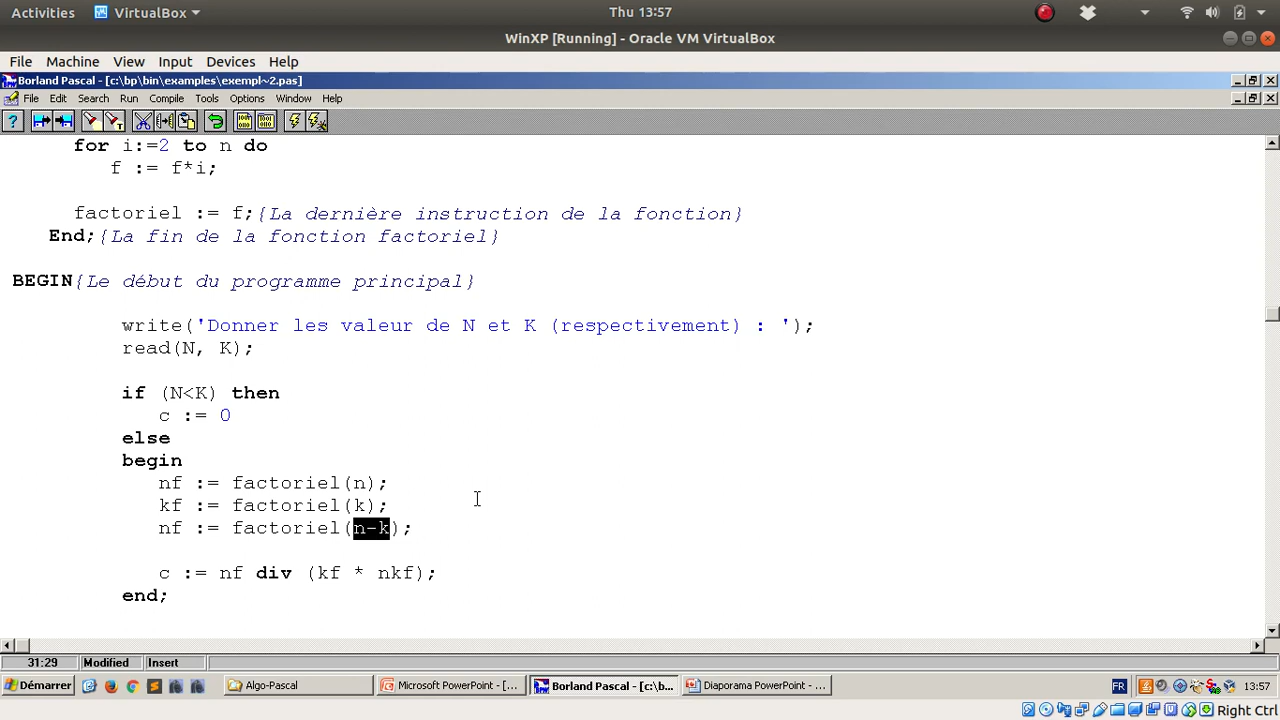 Activities VirtualBox Thu 13:57
WinXP [Running] - Oracle VM VirtualBox
File Machine View Input Devices Help
Borland Pascal - [c:\bp\bin\examples\exempl~2.pas]
File Edit Search Run Compile Tools Options Window Help
for i:=2 to n do
f := f*i;
factoriel := f;{La dernière instruction de la fonction}
End;{La fin de la fonction factoriel}
BEGIN{Le début du programme principal}
write('Donner les valeur de N et K (respectivement) : ');
read(N, K);
if (N<K) then
c := 0
else
begin
nf := factoriel(n);
kf := factoriel(k);
nf := factoriel(n-k);
c := nf div (kf * nkf);
end;
31:29 Modified Insert
Démarrer Algo-Pascal Microsoft PowerPoint - [... Borland Pascal - [c:\b... Diaporama PowerPoint - ... FR 13:57
Right Ctrl